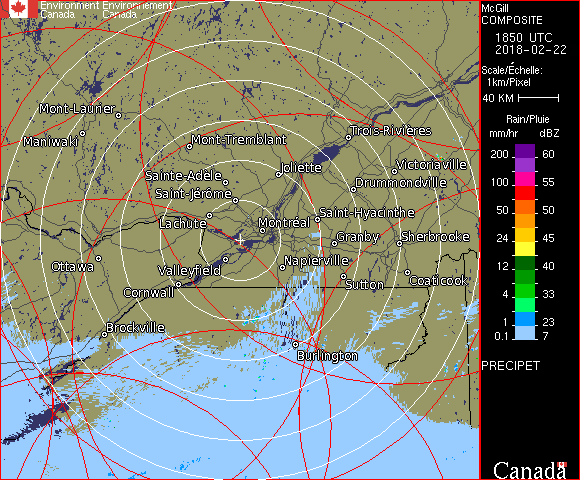 Environment Environnement
Canada Canada
McGill
COMPOSITE
1850 UTC
2018-02-22
Scale/Échelle:
1km/Pixel
40 KM
Rain/Pluie
mm/hr dBZ
200 60
150 57
100 55
50 50
24 45
12 40
4 33
1 23
0.1 7
PRECIPET
Canada
Mont-Laurier
Maniwaki
Mont-Tremblant
Trois-Rivières
Joliette
Victoriaville
Sainte-Adèle
Drummondville
Saint-Jérôme
Lachute
Montréal
Saint-Hyacinthe
Granby
Sherbrooke
Ottawa
Valleyfield
Napierville
Cornwall
Sutton
Coaticook
Brockville
Burlington